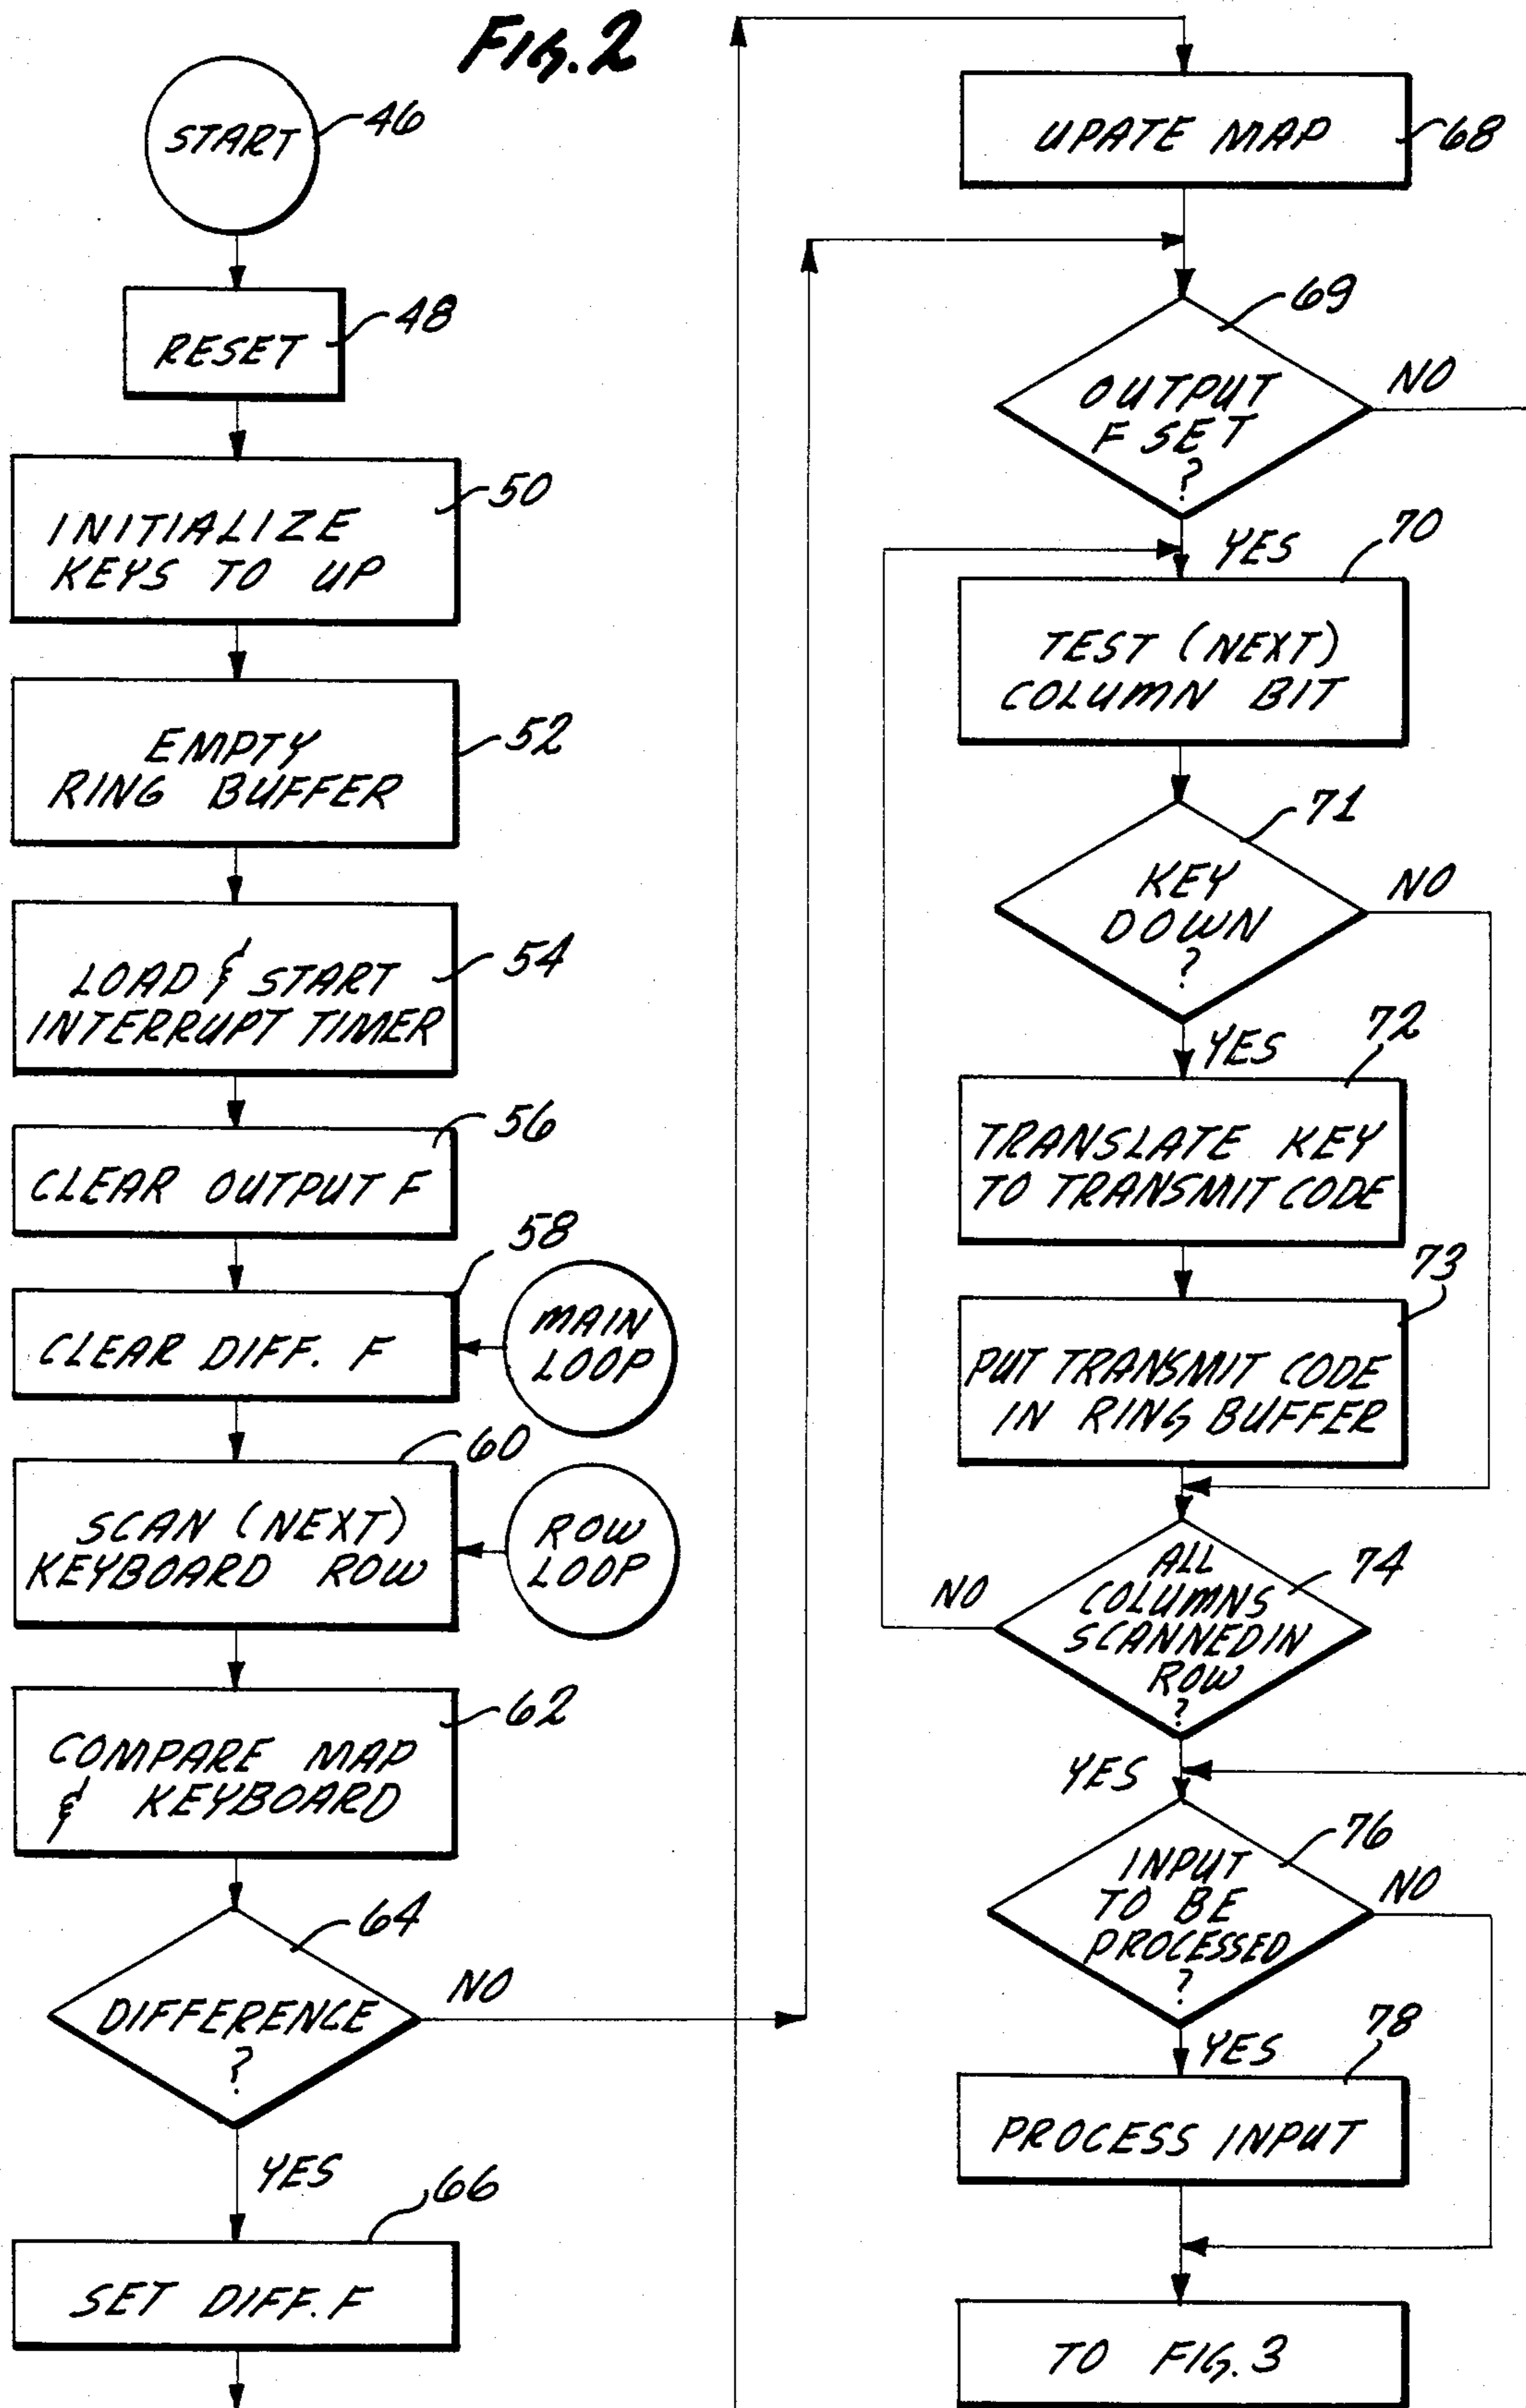 FIG. 2
START
46
RESET
48
INITIALIZE
KEYS TO UP
50
EMPTY
RING BUFFER
52
LOAD & START
INTERRUPT TIMER
54
CLEAR OUTPUT F
56
CLEAR DIFF. F
58
MAIN
LOOP
SCAN (NEXT)
KEYBOARD ROW
60
ROW
LOOP
COMPARE MAP
& KEYBOARD
62
DIFFERENCE
?
64
NO
YES
SET DIFF. F
66
UPATE MAP
68
OUTPUT
F SET
?
69
NO
YES
TEST (NEXT)
COLUMN BIT
70
KEY
DOWN
?
71
NO
YES
TRANSLATE KEY
TO TRANSMIT CODE
72
PUT TRANSMIT CODE
IN RING BUFFER
73
ALL
COLUMNS
SCANNED IN
ROW
?
74
NO
YES
INPUT
TO BE
PROCESSED
?
76
NO
YES
PROCESS INPUT
78
TO FIG. 3